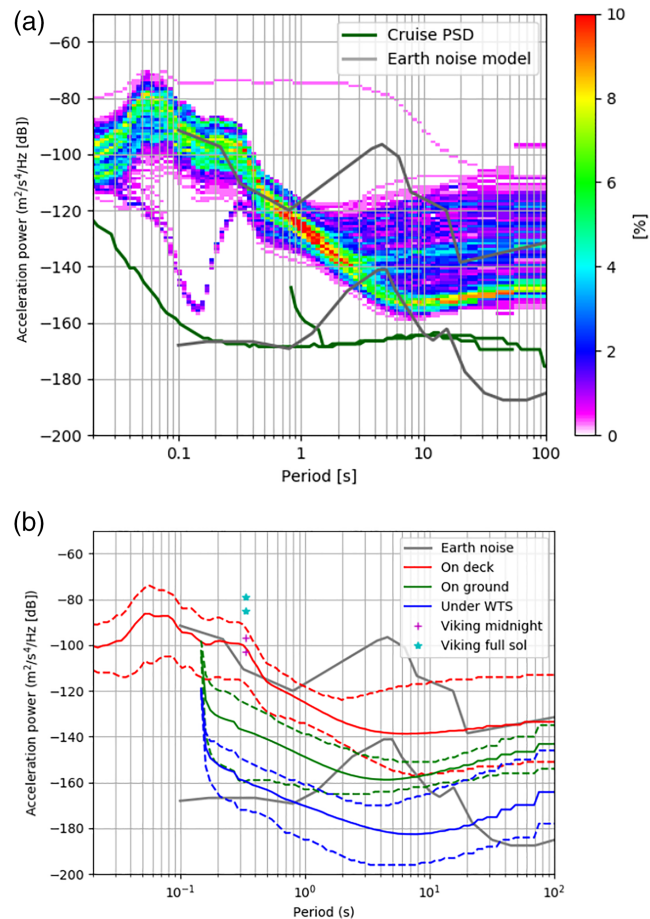 (a)
Cruise PSD
Earth noise model
Acceleration power (m²/s⁴/Hz [dB])
−60
−80
−100
−120
−140
−160
−180
−200
0.1
1
10
100
Period [s]
10
8
6
4
2
0
[%]
(b)
Earth noise
On deck
On ground
Under WTS
Viking midnight
Viking full sol
Acceleration power (m²/s⁴/Hz [dB])
−60
−80
−100
−120
−140
−160
−180
−200
10⁻¹
10⁰
10¹
10²
Period (s)